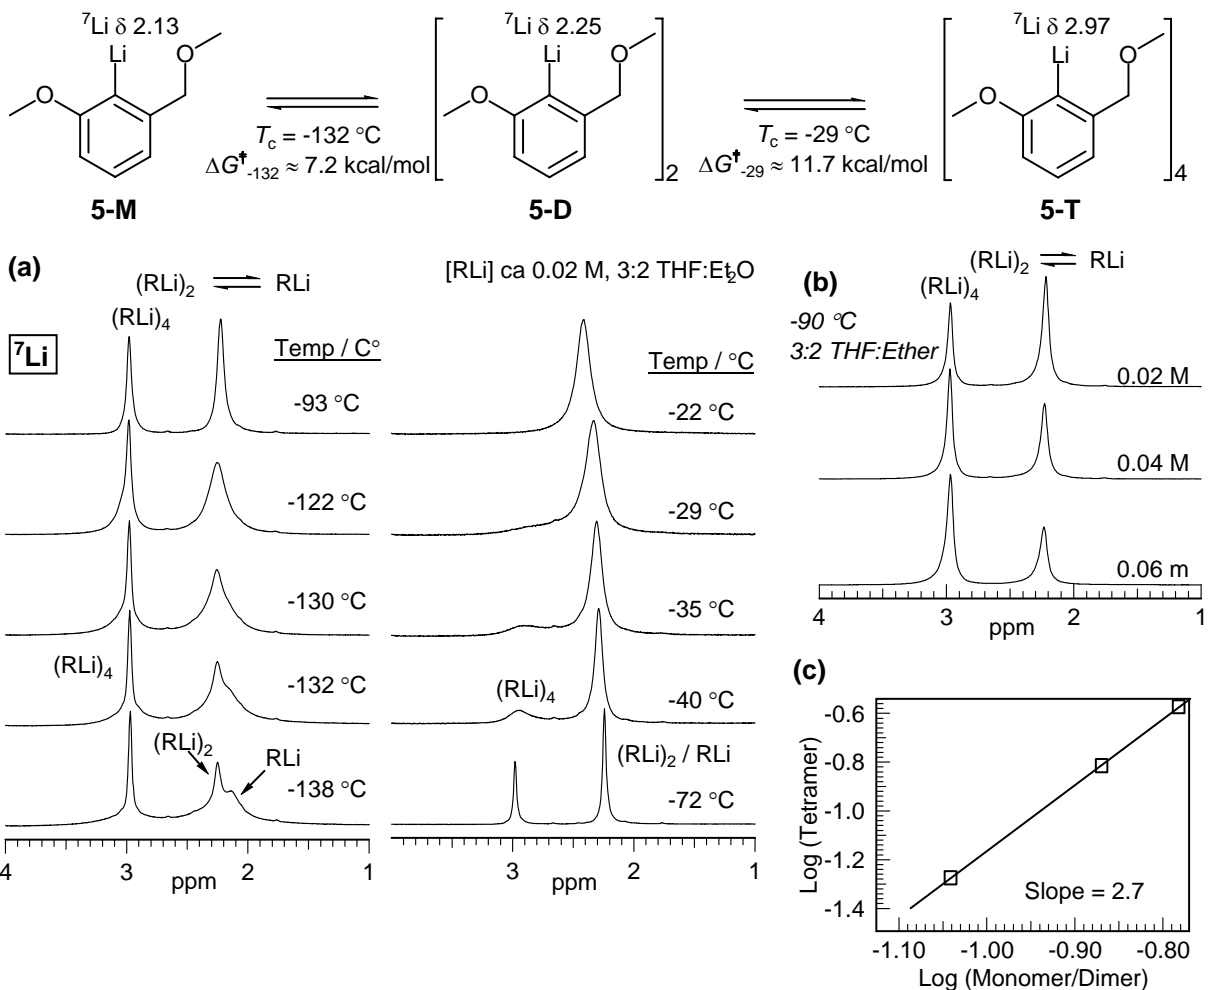 ⁷Li δ 2.13
⁷Li δ 2.25
⁷Li δ 2.97
Li
Li
Li
O
O
O
O
O
O
2
4
T_c = -132 °C
ΔG‡₋₁₃₂ ≈ 7.2 kcal/mol
T_c = -29 °C
ΔG‡₋₂₉ ≈ 11.7 kcal/mol
5-M
5-D
5-T
(a)
(RLi)₂ ⇌ RLi
[RLi] ca 0.02 M, 3:2 THF:Et₂O
(RLi)₄
⁷Li
Temp / C°
-93 °C
-122 °C
-130 °C
(RLi)₄
-132 °C
(RLi)₂
RLi
-138 °C
4
3
2
1
ppm
Temp / °C
-22 °C
-29 °C
-35 °C
(RLi)₄
-40 °C
(RLi)₂ / RLi
-72 °C
3
2
1
ppm
(b)
(RLi)₂ ⇌ RLi
(RLi)₄
-90 °C
3:2 THF:Ether
0.02 M
0.04 M
0.06 m
4
3
2
1
ppm
(c)
Log (Tetramer)
-0.6
-0.8
-1.0
-1.2
-1.4
Slope = 2.7
-1.10
-1.00
-0.90
-0.80
Log (Monomer/Dimer)